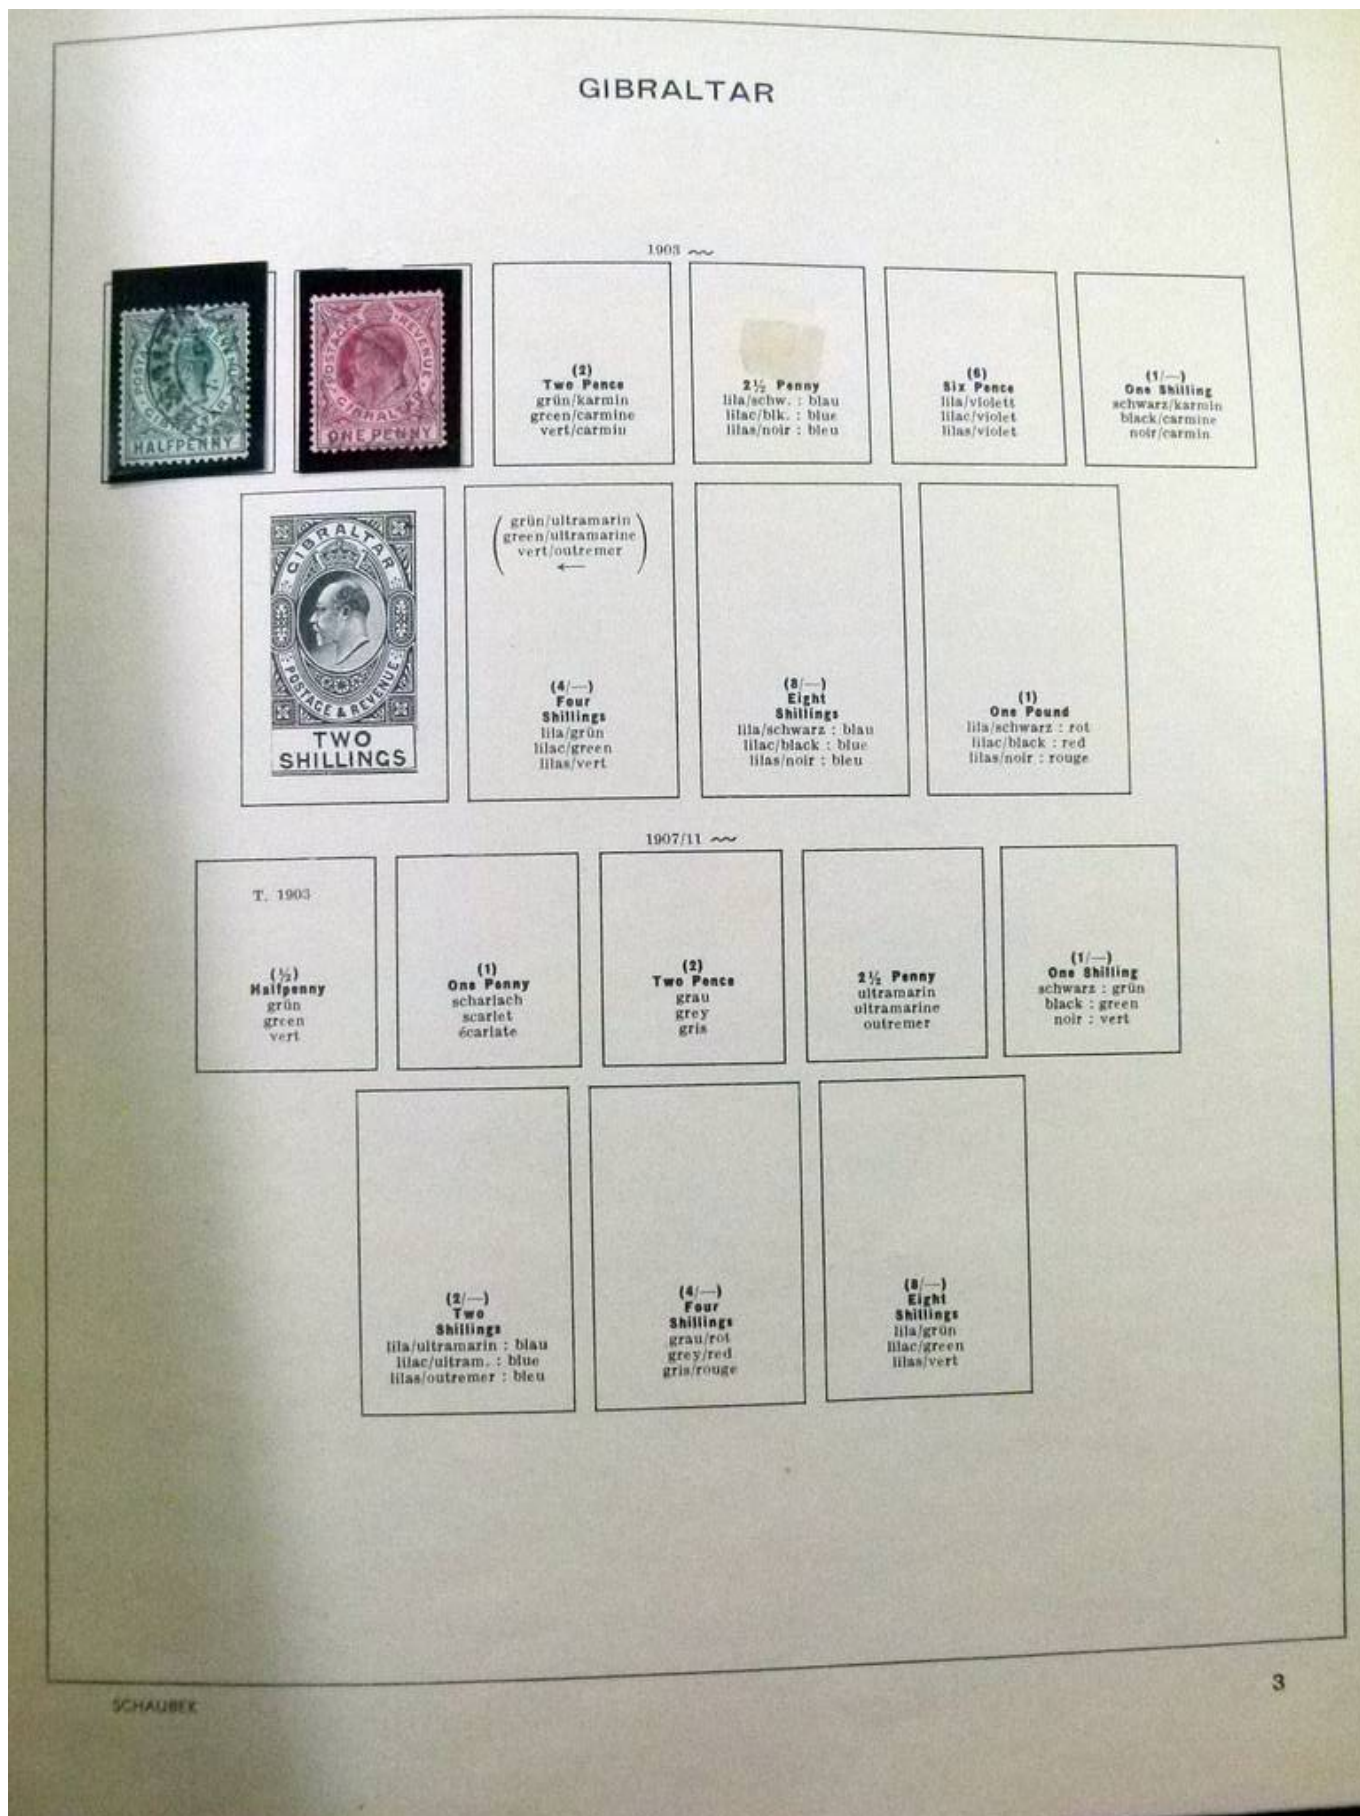 GIBRALTAR
1903
POSTAGE
GIBRALTAR
HALFPENNY
POSTAGE & REVENUE
GIBRALTAR
ONE PENNY
(2)
Two Pence
grün/karmin
green/carmine
vert/carmin
2½ Penny
lila/schw. : blau
lilac/blk. : blue
lilas/noir : bleu
(6)
Six Pence
lila/violett
lilac/violet
lilas/violet
(1/—)
One Shilling
schwarz/karmin
black/carmine
noir/carmin
GIBRALTAR
POSTAGE & REVENUE
TWO
SHILLINGS
grün/ultramarin
green/ultramarine
vert/outremer
(4/—)
Four
Shillings
lila/grün
lilac/green
lilas/vert
(8/—)
Eight
Shillings
lila/schwarz : blau
lilac/black : blue
lilas/noir : bleu
(1)
One Pound
lila/schwarz : rot
lilac/black : red
lilas/noir : rouge
1907/11
T. 1903
(½)
Halfpenny
grün
green
vert
(1)
One Penny
scharlach
scarlet
écarlate
(2)
Two Pence
grau
grey
gris
2½ Penny
ultramarin
ultramarine
outremer
(1/—)
One Shilling
schwarz : grün
black : green
noir : vert
(2/—)
Two
Shillings
lila/ultramarin : blau
lilac/ultram. : blue
lilas/outremer : bleu
(4/—)
Four
Shillings
grau/rot
grey/red
gris/rouge
(8/—)
Eight
Shillings
lila/grün
lilac/green
lilas/vert
SCHAUBEK
3